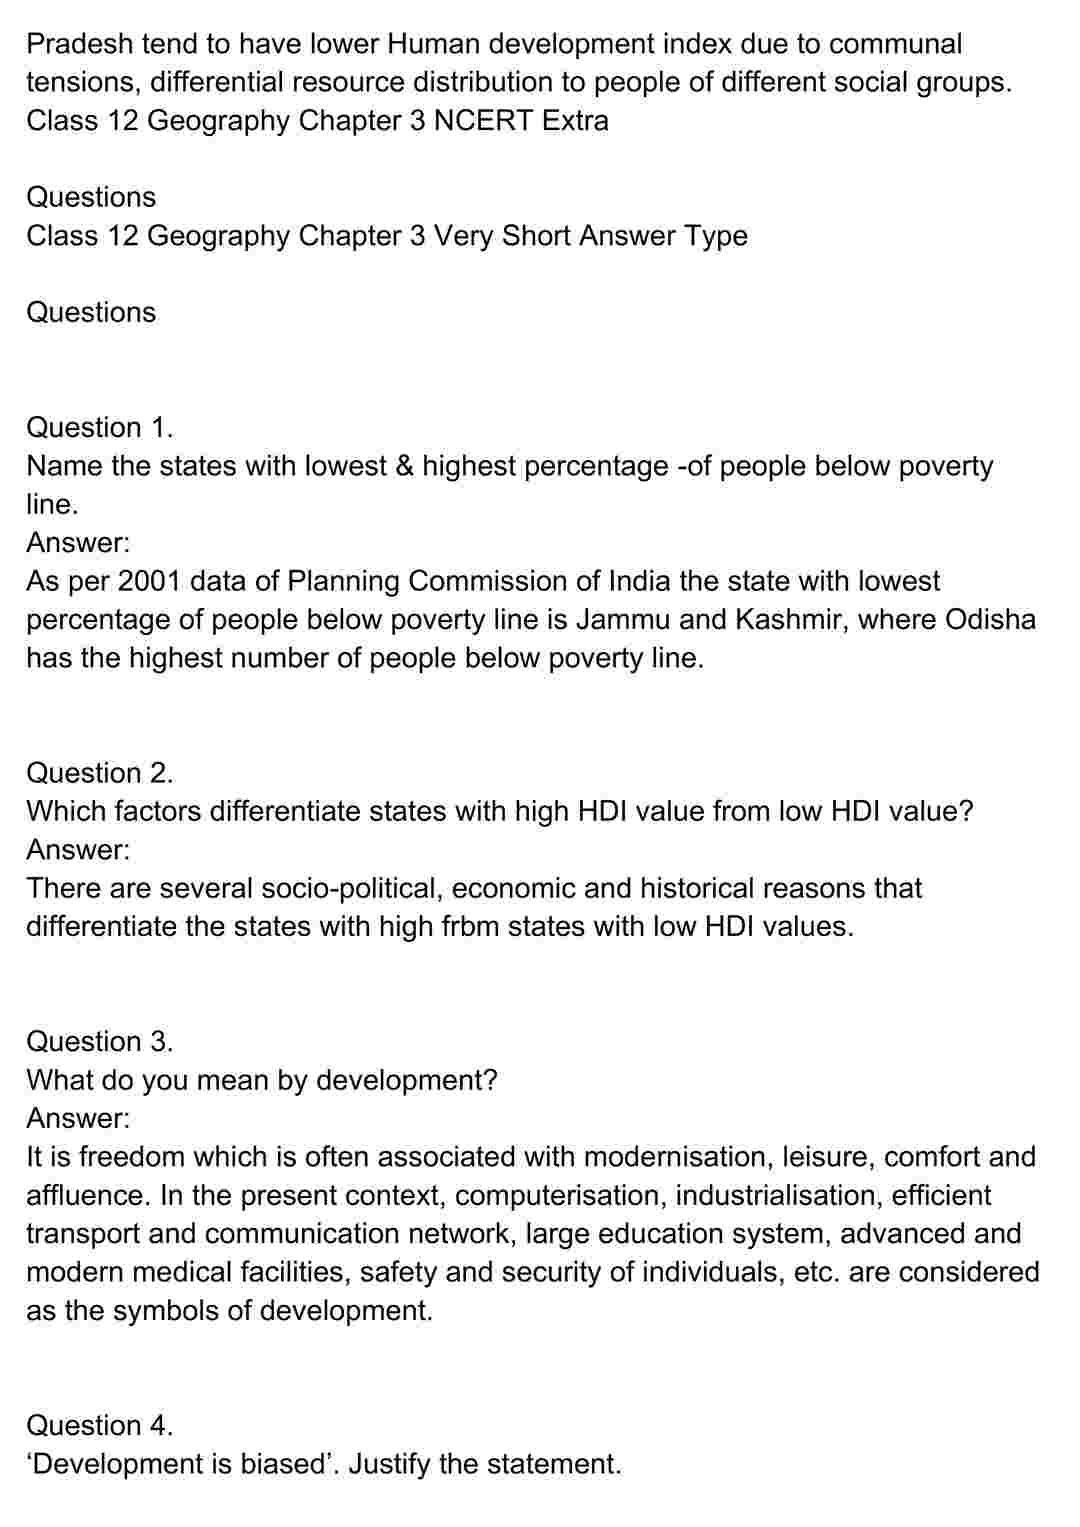 Pradesh tend to have lower Human development index due to communal
tensions, differential resource distribution to people of different social groups.
Class 12 Geography Chapter 3 NCERT Extra
Questions
Class 12 Geography Chapter 3 Very Short Answer Type
Questions
Question 1.
Name the states with lowest & highest percentage -of people below poverty
line.
Answer:
As per 2001 data of Planning Commission of India the state with lowest
percentage of people below poverty line is Jammu and Kashmir, where Odisha
has the highest number of people below poverty line.
Question 2.
Which factors differentiate states with high HDI value from low HDI value?
Answer:
There are several socio-political, economic and historical reasons that
differentiate the states with high frbm states with low HDI values.
Question 3.
What do you mean by development?
Answer:
It is freedom which is often associated with modernisation, leisure, comfort and
affluence. In the present context, computerisation, industrialisation, efficient
transport and communication network, large education system, advanced and
modern medical facilities, safety and security of individuals, etc. are considered
as the symbols of development.
Question 4.
‘Development is biased’. Justify the statement.